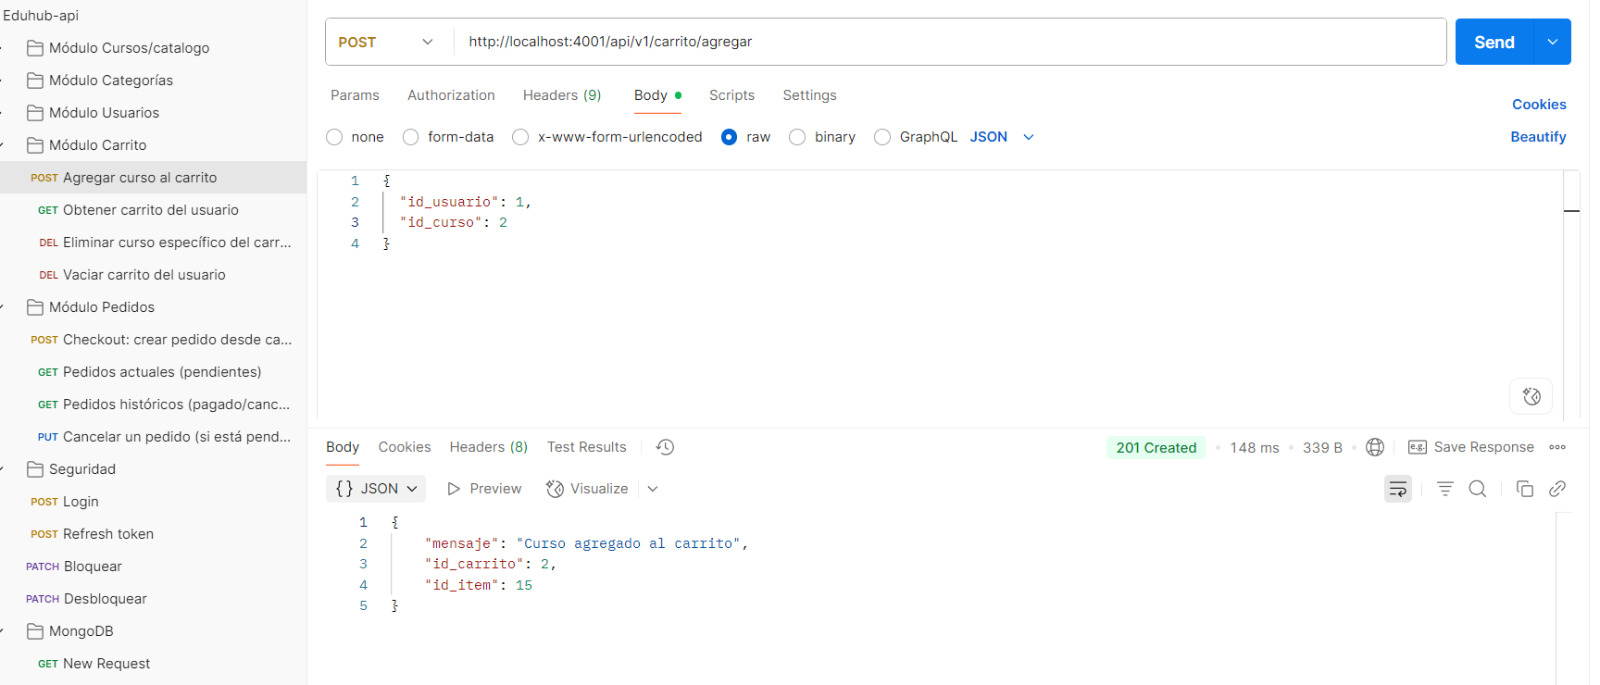 Eduhub-api
Módulo Cursos/catalogo
Módulo Categorías
Módulo Usuarios
Módulo Carrito
POST Agregar curso al carrito
GET Obtener carrito del usuario
DEL Eliminar curso específico del carr...
DEL Vaciar carrito del usuario
Módulo Pedidos
POST Checkout: crear pedido desde ca...
GET Pedidos actuales (pendientes)
GET Pedidos históricos (pagado/canc...
PUT Cancelar un pedido (si está pend...
Seguridad
POST Login
POST Refresh token
PATCH Bloquear
PATCH Desbloquear
MongoDB
GET New Request
POST http://localhost:4001/api/v1/carrito/agregar Send
Params Authorization Headers (9) Body Scripts Settings Cookies
none form-data x-www-form-urlencoded raw binary GraphQL JSON Beautify
1 {
2 "id_usuario": 1,
3 "id_curso": 2
4 }
Body Cookies Headers (8) Test Results 201 Created 148 ms 339 B e.g. Save Response
{} JSON Preview Visualize
1 {
2 "mensaje": "Curso agregado al carrito",
3 "id_carrito": 2,
4 "id_item": 15
5 }